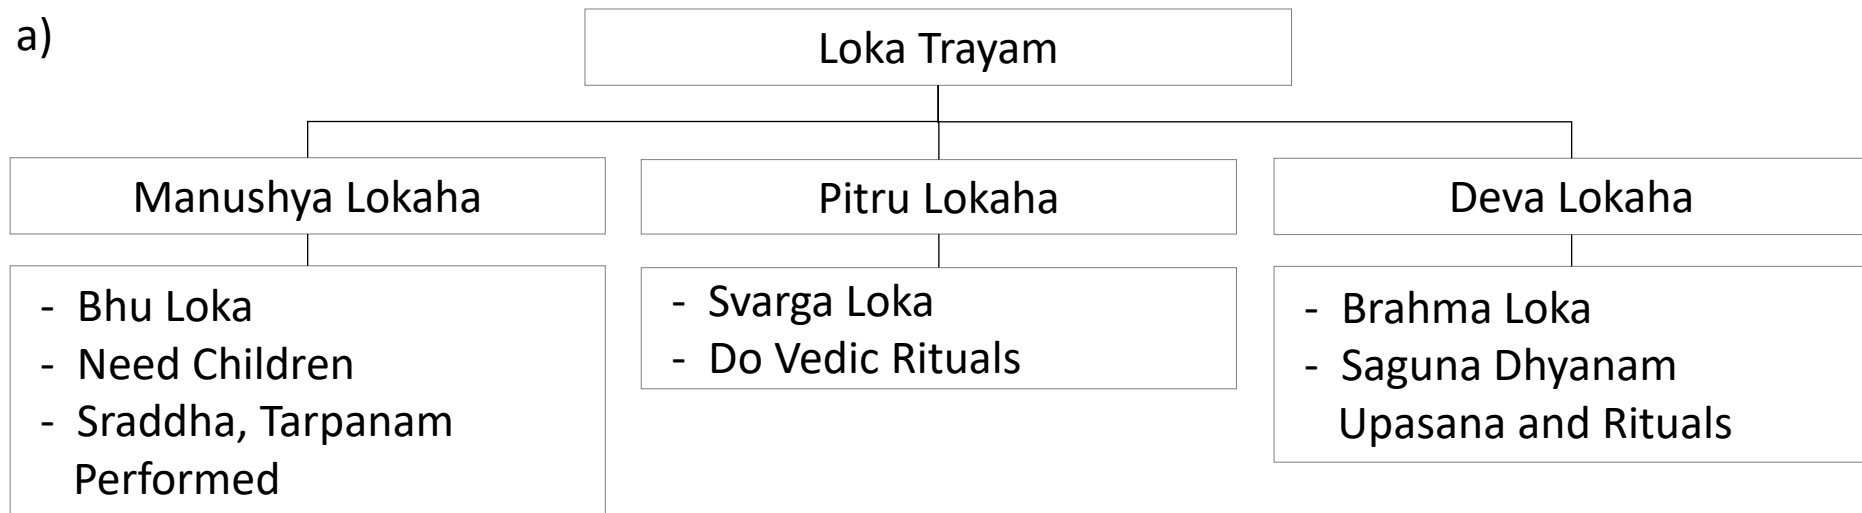 a)
Loka Trayam
Manushya Lokaha
- Bhu Loka
- Need Children
- Sraddha, Tarpanam
Performed
Pitru Lokaha
- Svarga Loka
- Do Vedic Rituals
Deva Lokaha
- Brahma Loka
- Saguna Dhyanam
Upasana and Rituals